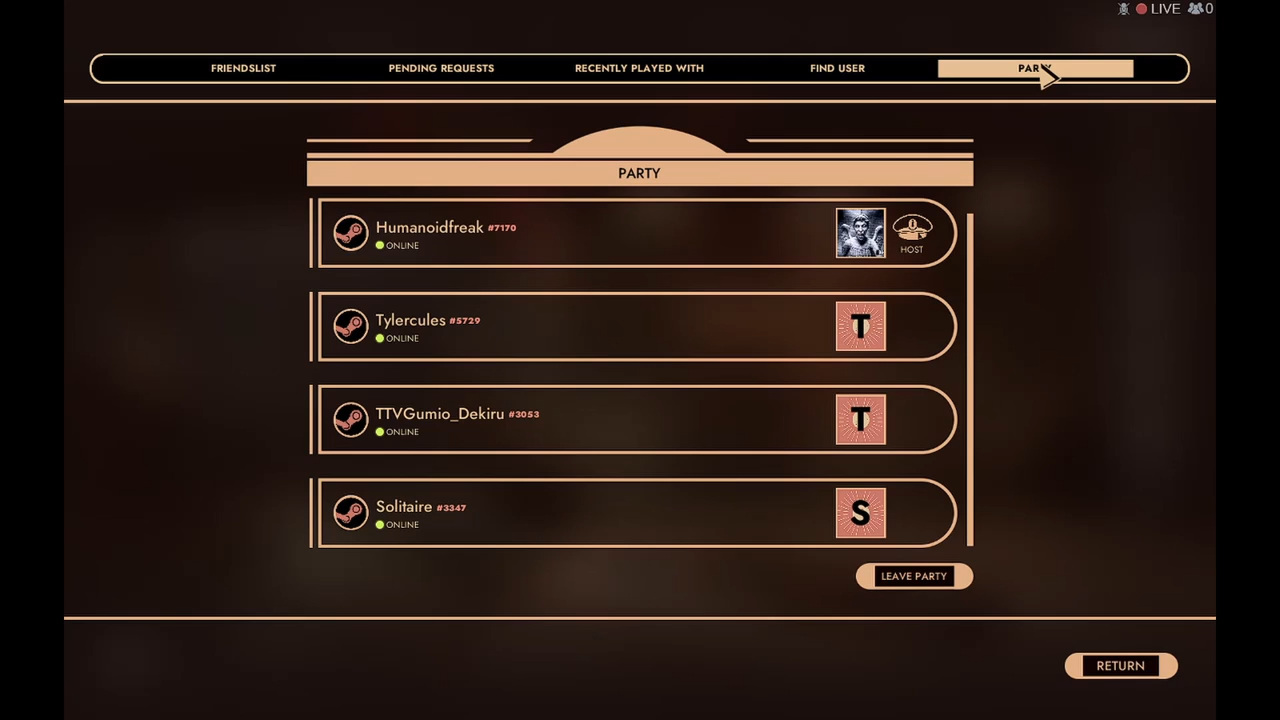 LIVE 0
FRIENDSLIST PENDING REQUESTS RECENTLY PLAYED WITH FIND USER PARTY
PARTY
Humanoidfreak #7170
ONLINE
HOST
Tylercules #5729
ONLINE
T
TTVGumio_Dekiru #3053
ONLINE
T
Solitaire #3347
ONLINE
S
LEAVE PARTY
RETURN